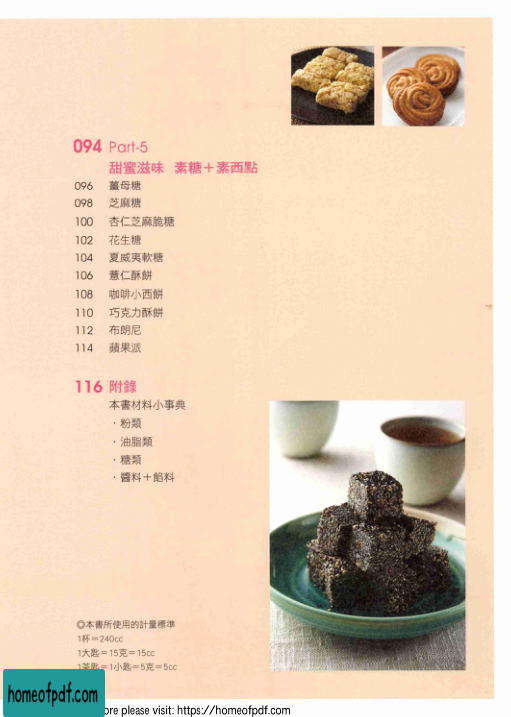 094 Part-5
甜蜜滋味 素糖＋素西點
096 薑母糖
098 芝麻糖
100 杏仁芝麻脆糖
102 花生糖
104 夏威夷軟糖
106 薏仁酥餅
108 咖啡小西餅
110 巧克力酥餅
112 布朗尼
114 蘋果派
116 附錄
本書材料小事典
・粉類
・油脂類
・糖類
・醬料＋餡料
◎本書所使用的計量標準
1杯＝240cc
1大匙＝15克＝15cc
1茶匙＝1小匙＝5克＝5cc
homeofpdf.com
ore please visit: https://homeofpdf.com